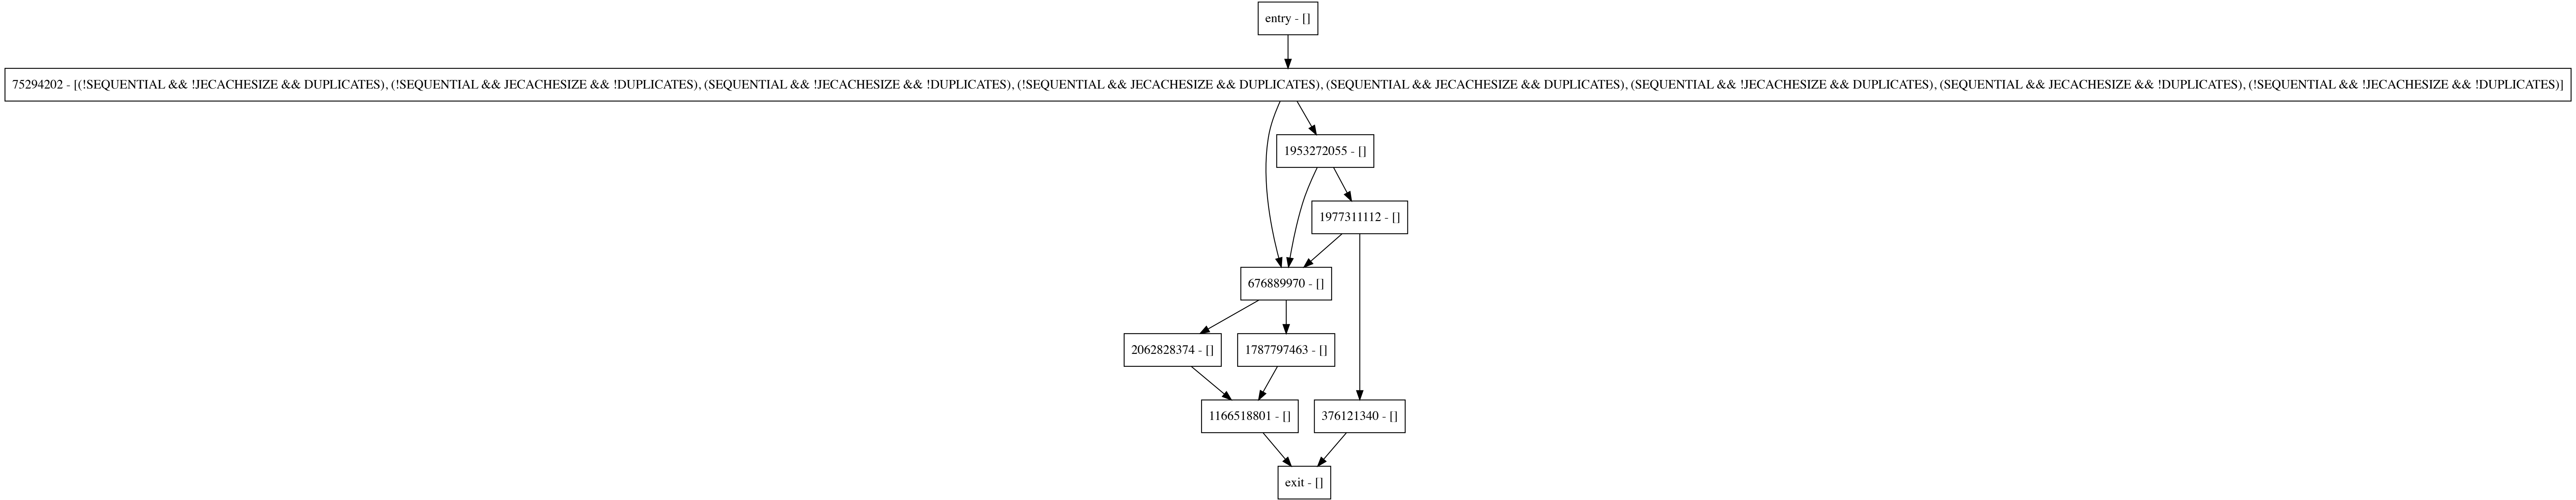 entry - []
75294202 - [(!SEQUENTIAL && !JECACHESIZE && DUPLICATES), (!SEQUENTIAL && JECACHESIZE && !DUPLICATES), (SEQUENTIAL && !JECACHESIZE && !DUPLICATES), (!SEQUENTIAL && JECACHESIZE && DUPLICATES), (SEQUENTIAL && JECACHESIZE && DUPLICATES), (SEQUENTIAL && !JECACHESIZE && DUPLICATES), (SEQUENTIAL && JECACHESIZE && !DUPLICATES), (!SEQUENTIAL && !JECACHESIZE && !DUPLICATES)]
1953272055 - []
1977311112 - []
676889970 - []
2062828374 - []
1787797463 - []
1166518801 - []
376121340 - []
exit - []